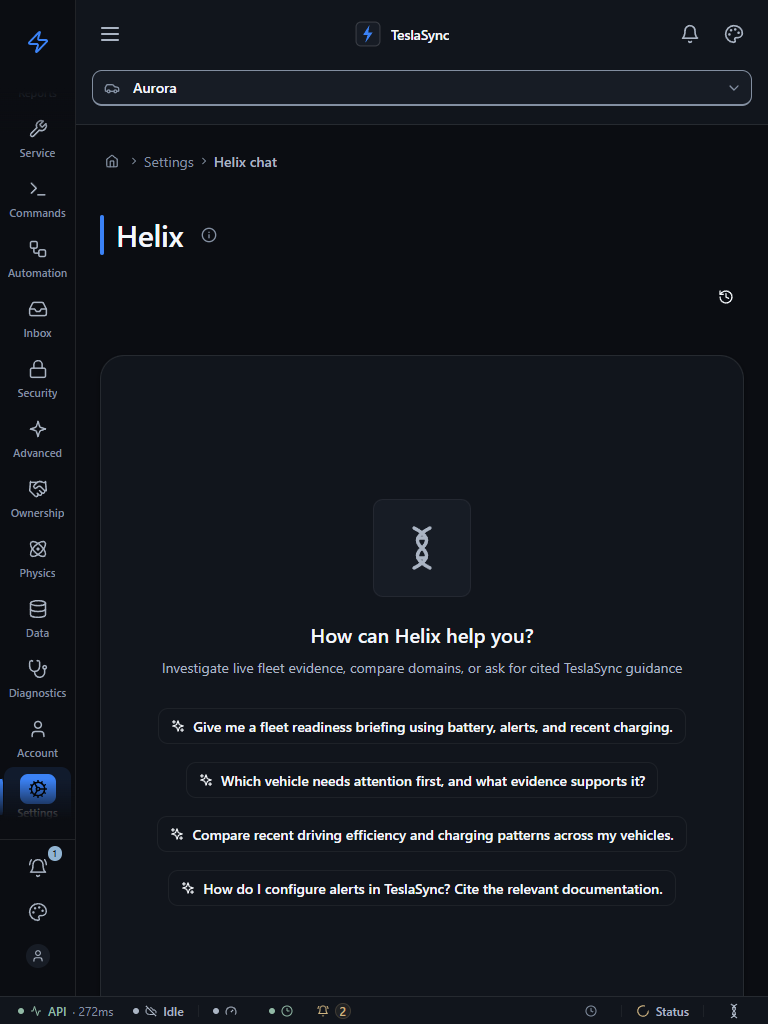 TeslaSync
Aurora
Reports
Service
Commands
Automation
Inbox
Security
Advanced
Ownership
Physics
Data
Diagnostics
Account
Settings
1
Settings
Helix chat
Helix
How can Helix help you?
Investigate live fleet evidence, compare domains, or ask for cited TeslaSync guidance
Give me a fleet readiness briefing using battery, alerts, and recent charging.
Which vehicle needs attention first, and what evidence supports it?
Compare recent driving efficiency and charging patterns across my vehicles.
How do I configure alerts in TeslaSync? Cite the relevant documentation.
API · 272ms
Idle
2
Status